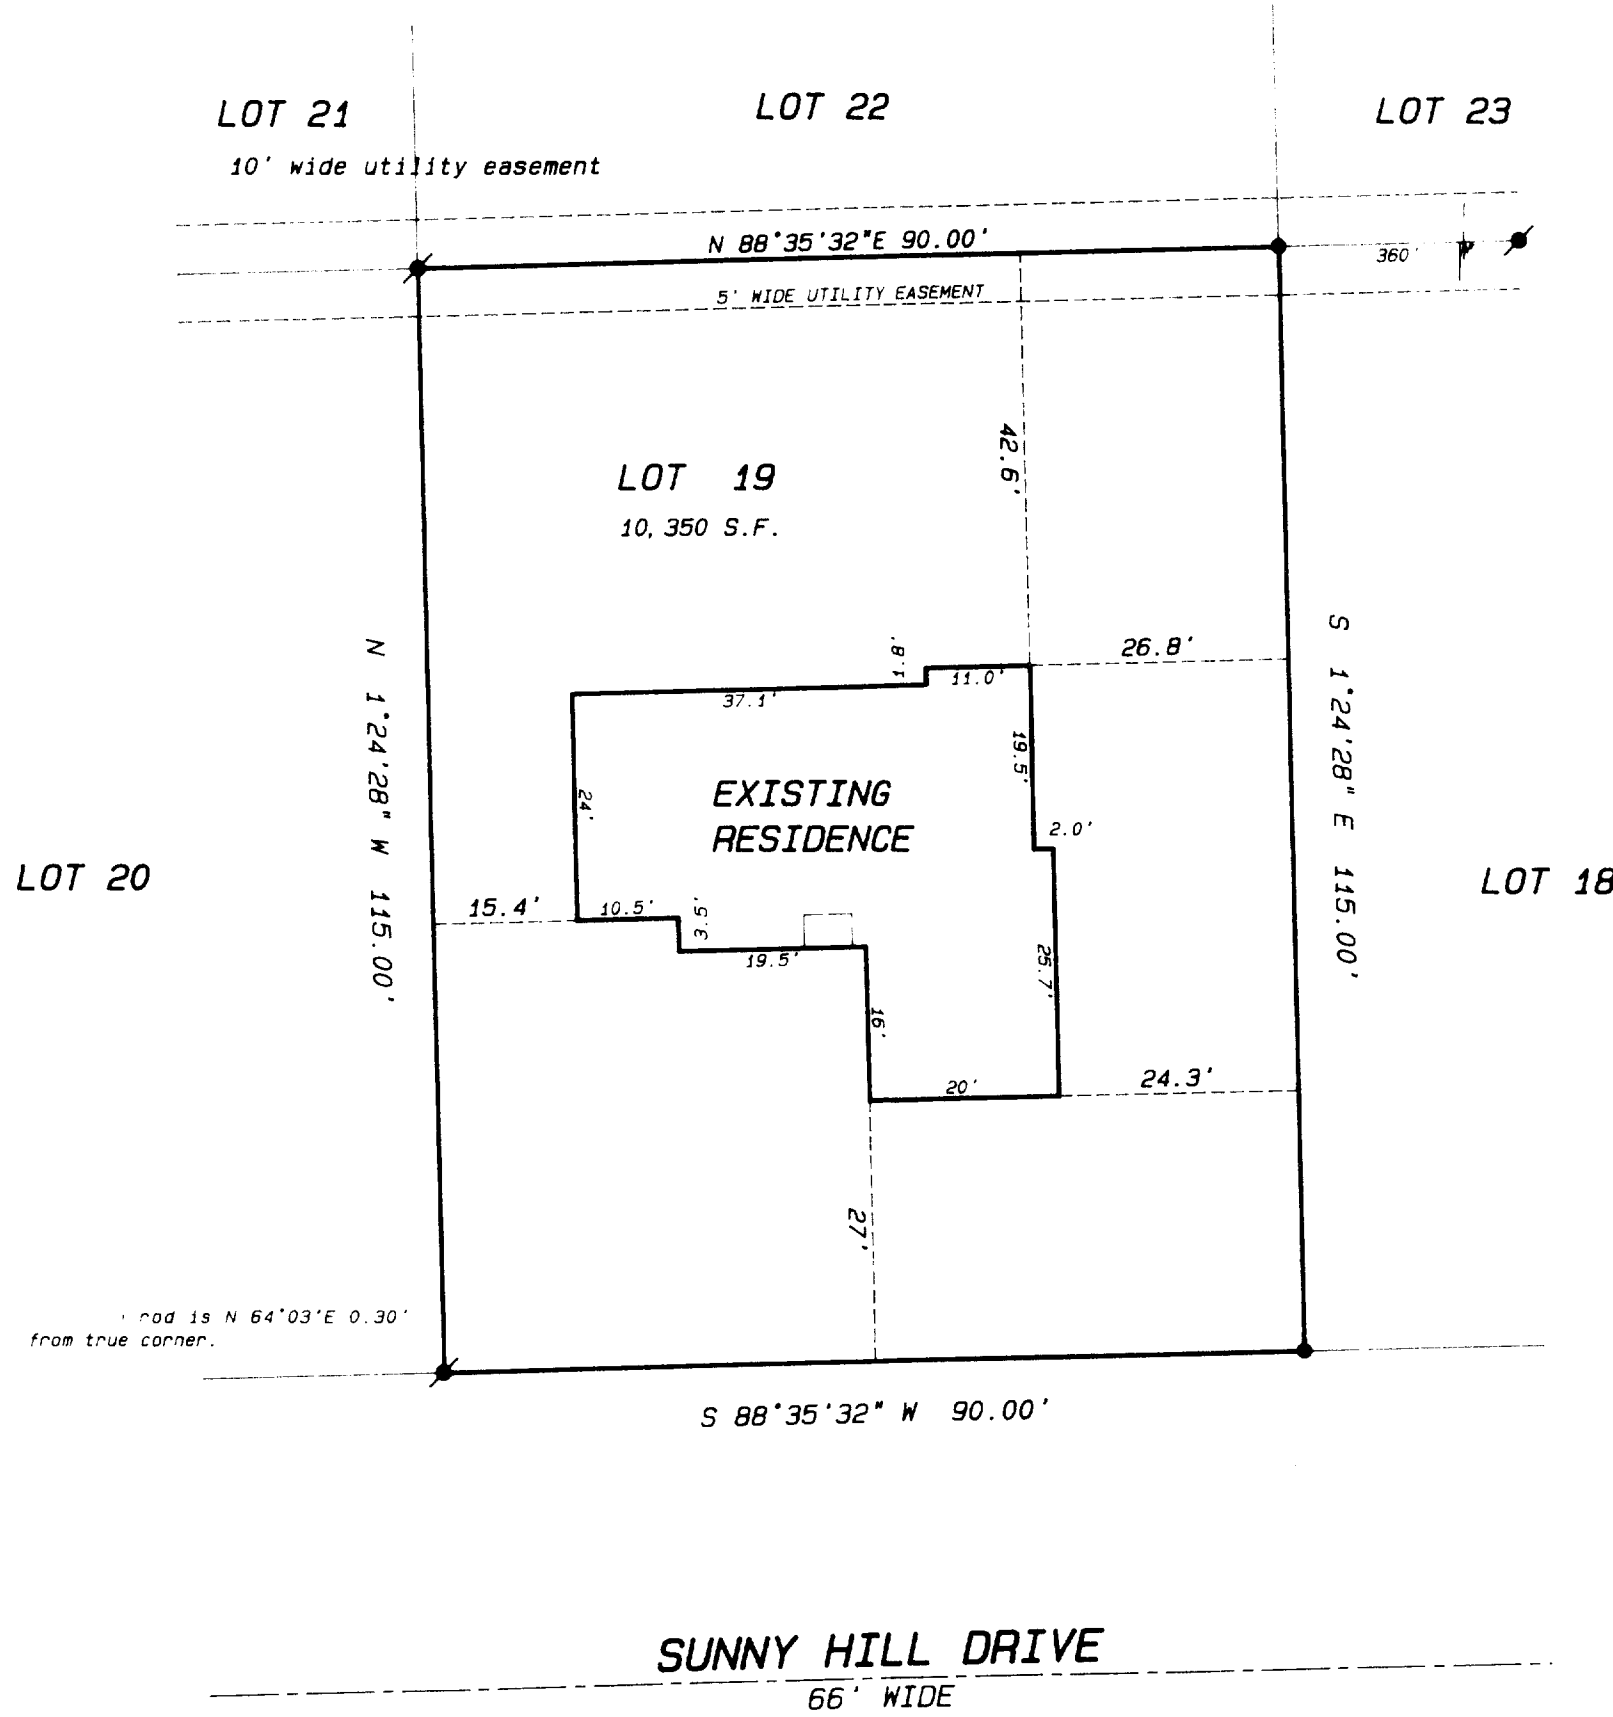 LOT 21
LOT 22
LOT 23
10' wide utility easement
N 88°35'32"E 90.00'
360'
5' WIDE UTILITY EASEMENT
42.6'
LOT 19
10,350 S.F.
N 1°24'28" W 115.00'
S 1°24'28" E 115.00'
1.8'
11.0'
26.8'
37.1'
19.5'
24'
EXISTING
RESIDENCE
2.0'
LOT 20
LOT 18
15.4'
10.5'
3.5'
19.5'
25.7'
16'
20'
24.3'
27'
rod is N 64°03'E 0.30'
from true corner.
S 88°35'32" W 90.00'
SUNNY HILL DRIVE
66' WIDE